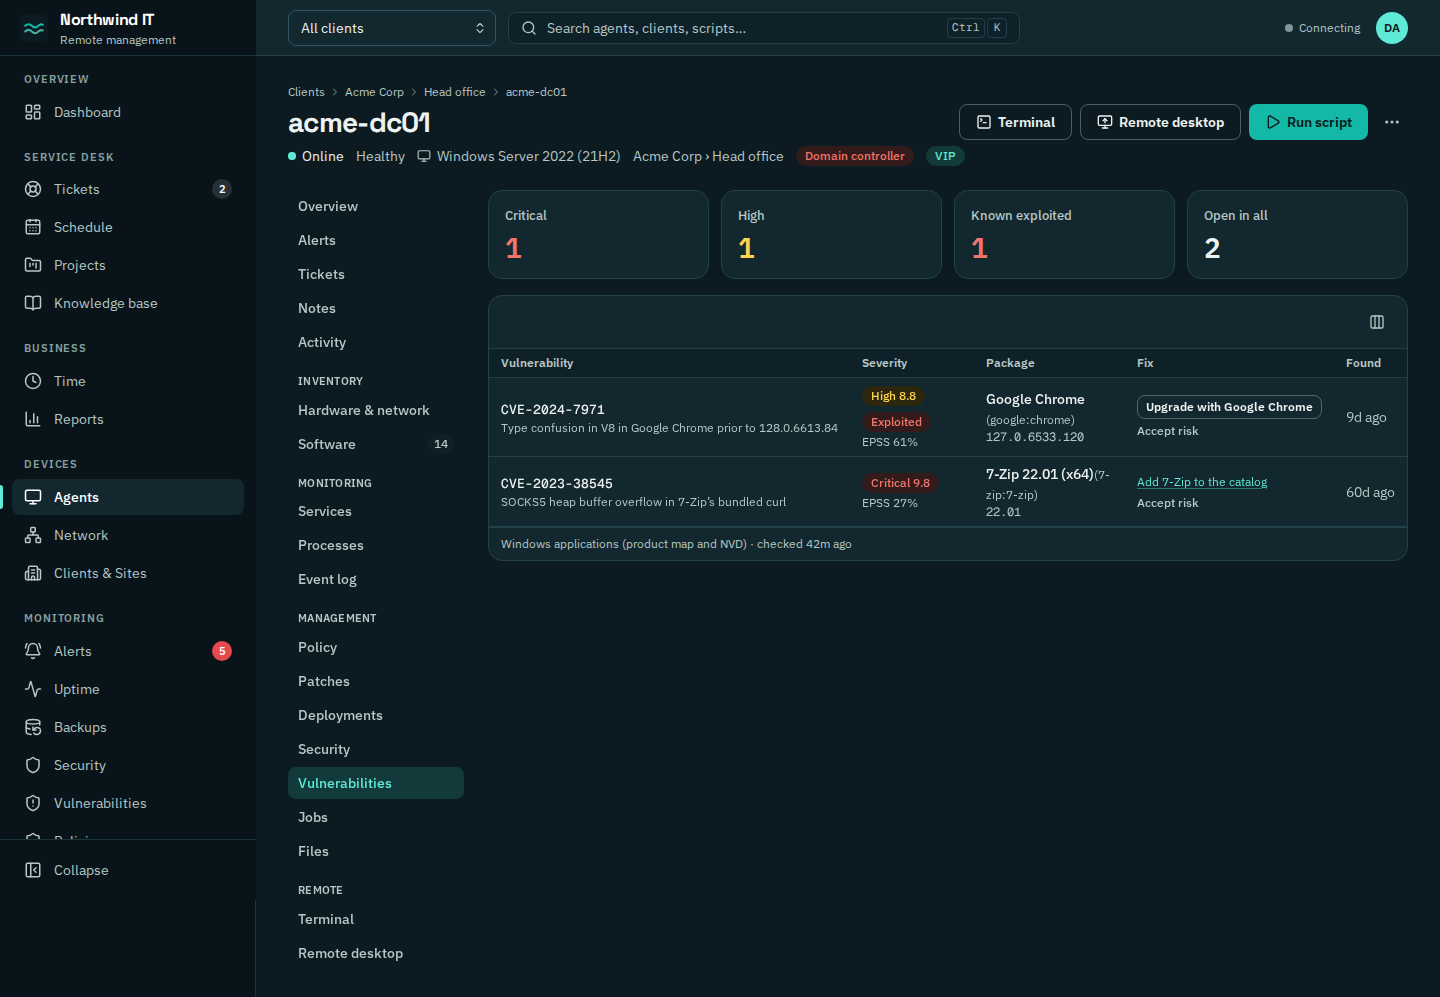 Northwind IT
Remote management
All clients
Search agents, clients, scripts...
Ctrl K
Connecting
DA
OVERVIEW
Dashboard
SERVICE DESK
Tickets 2
Schedule
Projects
Knowledge base
BUSINESS
Time
Reports
DEVICES
Agents
Network
Clients & Sites
MONITORING
Alerts 5
Uptime
Backups
Security
Vulnerabilities
Collapse
Clients > Acme Corp > Head office > acme-dc01
acme-dc01
Terminal
Remote desktop
Run script
Online Healthy Windows Server 2022 (21H2) Acme Corp › Head office Domain controller VIP
Overview
Alerts
Tickets
Notes
Activity
INVENTORY
Hardware & network
Software 14
MONITORING
Services
Processes
Event log
MANAGEMENT
Policy
Patches
Deployments
Security
Vulnerabilities
Jobs
Files
REMOTE
Terminal
Remote desktop
Critical
1
High
1
Known exploited
1
Open in all
2
Vulnerability Severity Package Fix Found
CVE-2024-7971
Type confusion in V8 in Google Chrome prior to 128.0.6613.84
High 8.8
Exploited
EPSS 61%
Google Chrome
(google:chrome)
127.0.6533.120
Upgrade with Google Chrome
Accept risk
9d ago
CVE-2023-38545
SOCKS5 heap buffer overflow in 7-Zip’s bundled curl
Critical 9.8
EPSS 27%
7-Zip 22.01 (x64)(7-
zip:7-zip)
22.01
Add 7-Zip to the catalog
Accept risk
60d ago
Windows applications (product map and NVD) · checked 42m ago